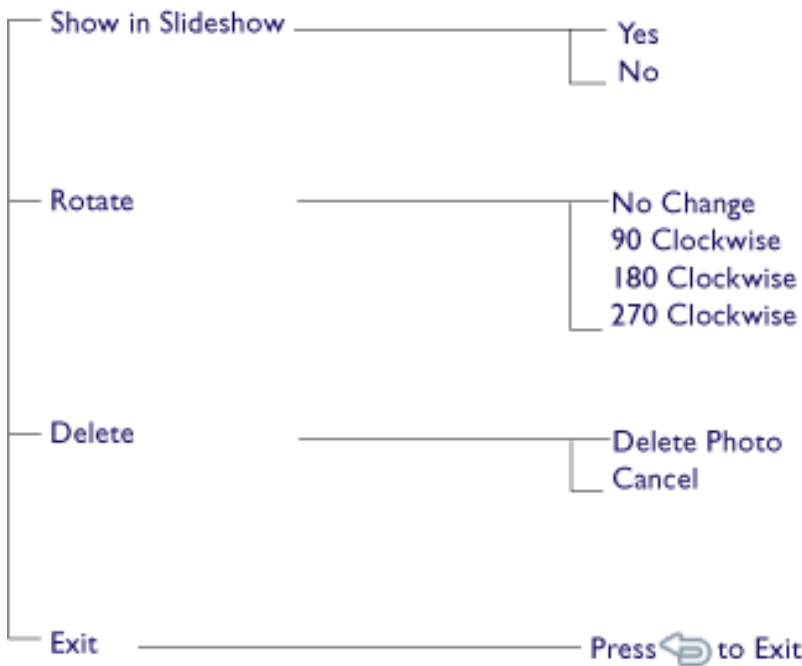 Show in Slideshow
Yes
No
Rotate
No Change
90 Clockwise
180 Clockwise
270 Clockwise
Delete
Delete Photo
Cancel
Exit
Press to Exit